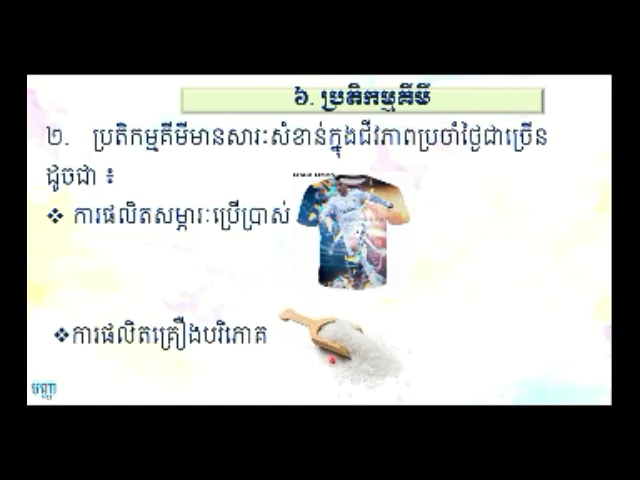 ៦. ប្រតិកម្មគីមី
២. ប្រតិកម្មគីមីមានសារៈសំខាន់ក្នុងជីវភាពប្រចាំថ្ងៃជាច្រើន
ដូចជា ៖
❖ ការផលិតសម្ភារៈប្រើប្រាស់
❖ការផលិតគ្រឿងបរិភោគ